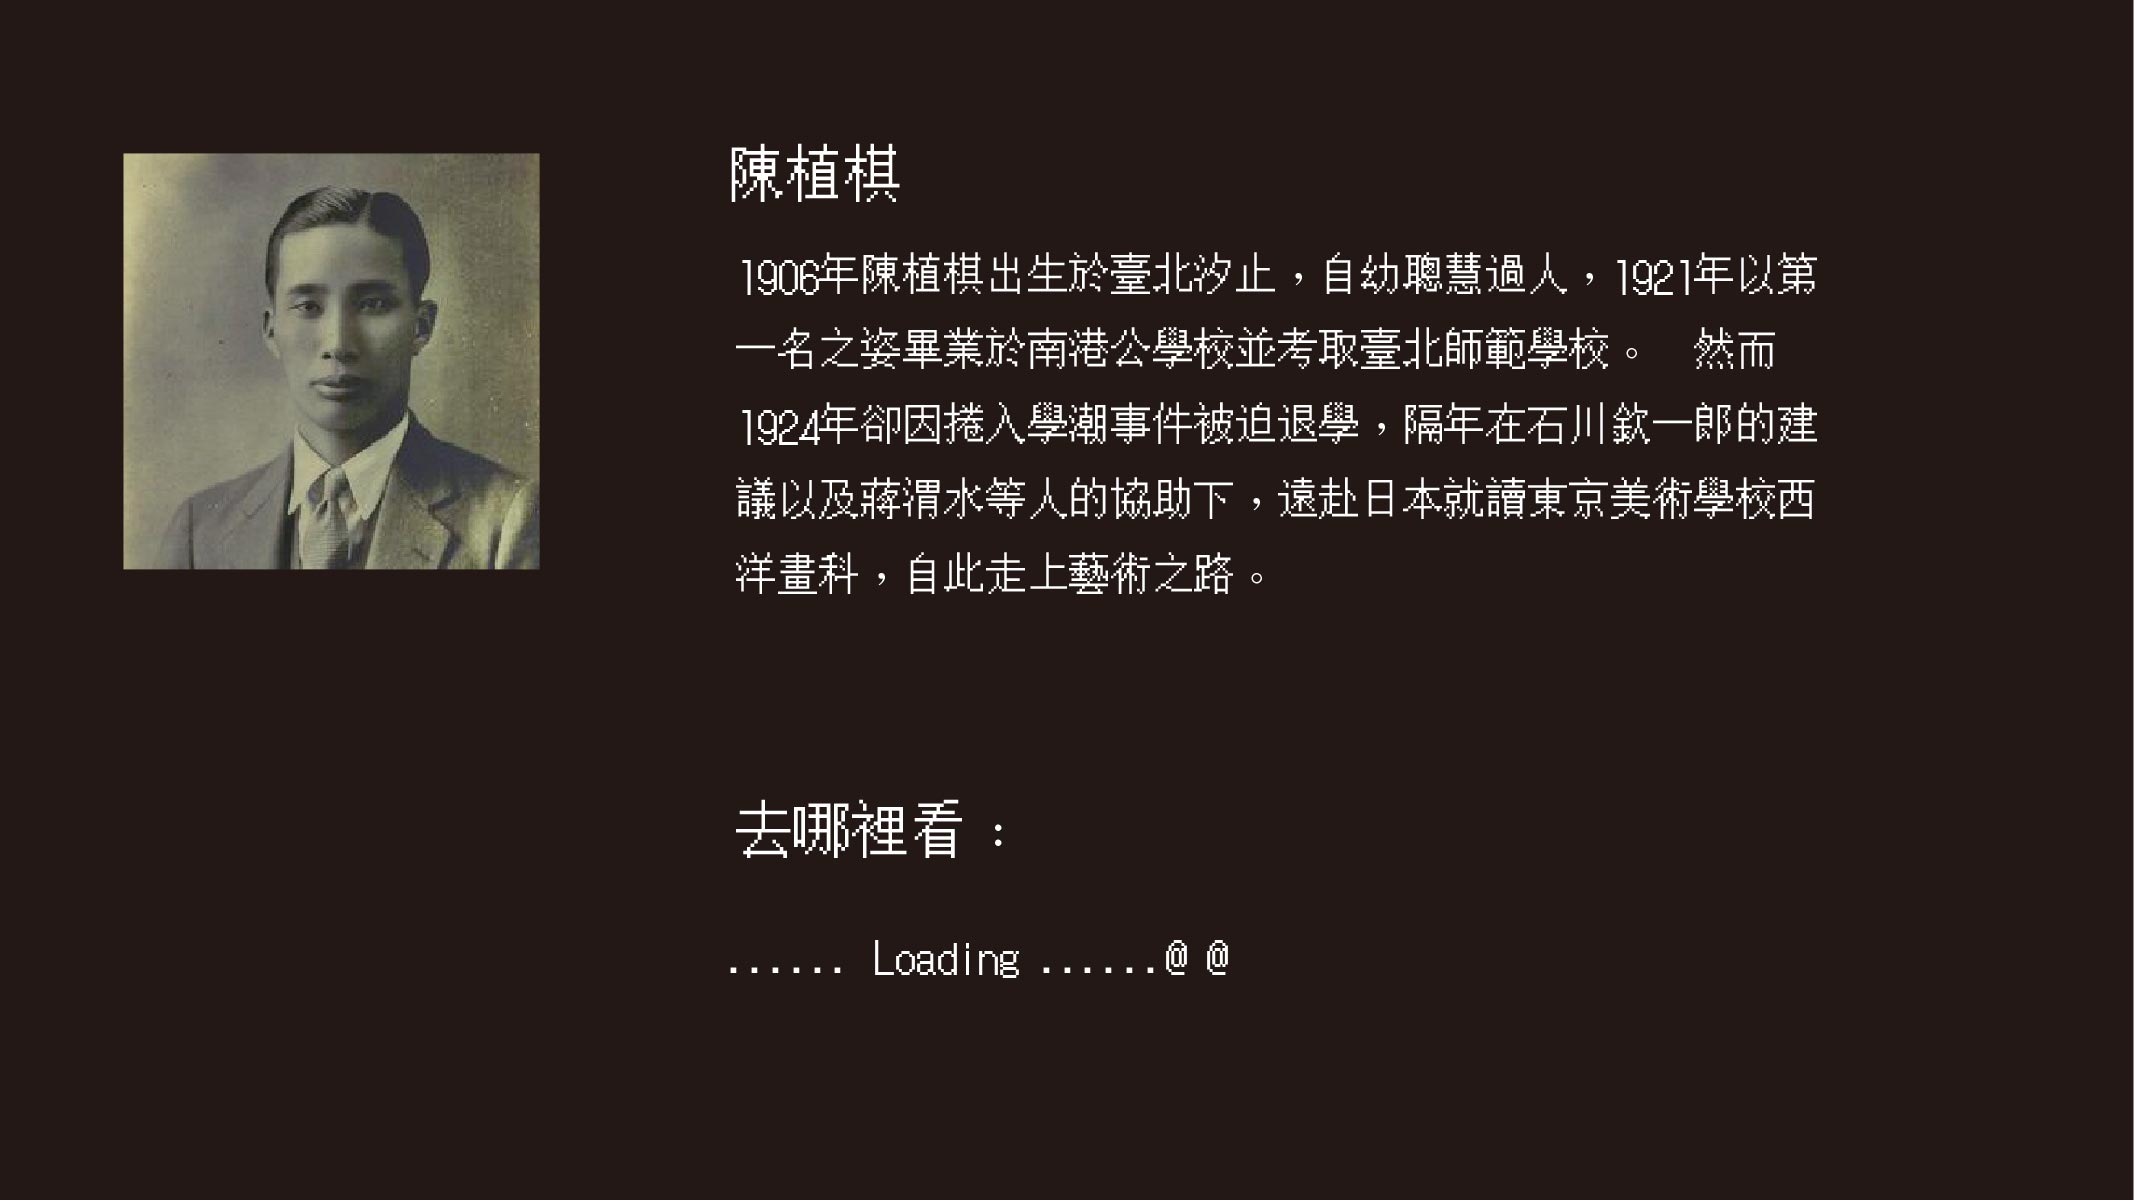 陳植棋
1906年陳植棋出生於臺北汐止，自幼聰慧過人，1921年以第
一名之姿畢業於南港公學校並考取臺北師範學校。　然而
1924年卻因捲入學潮事件被迫退學，隔年在石川欽一郎的建
議以及蔣渭水等人的協助下，遠赴日本就讀東京美術學校西
洋畫科，自此走上藝術之路。
去哪裡看：
...... Loading ......@ @